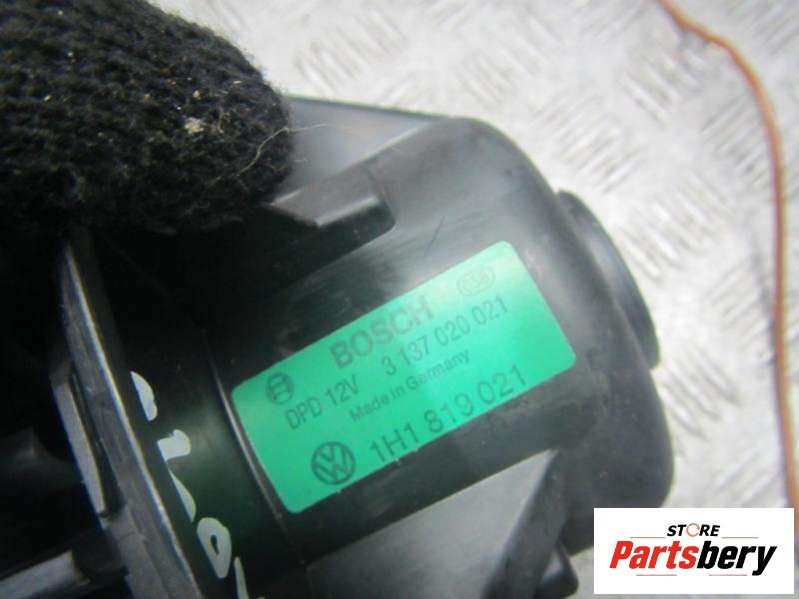 BOSCH
DPD 12V 3 137 020 021
Made in Germany
1H1 819 021
STORE
Partsbery